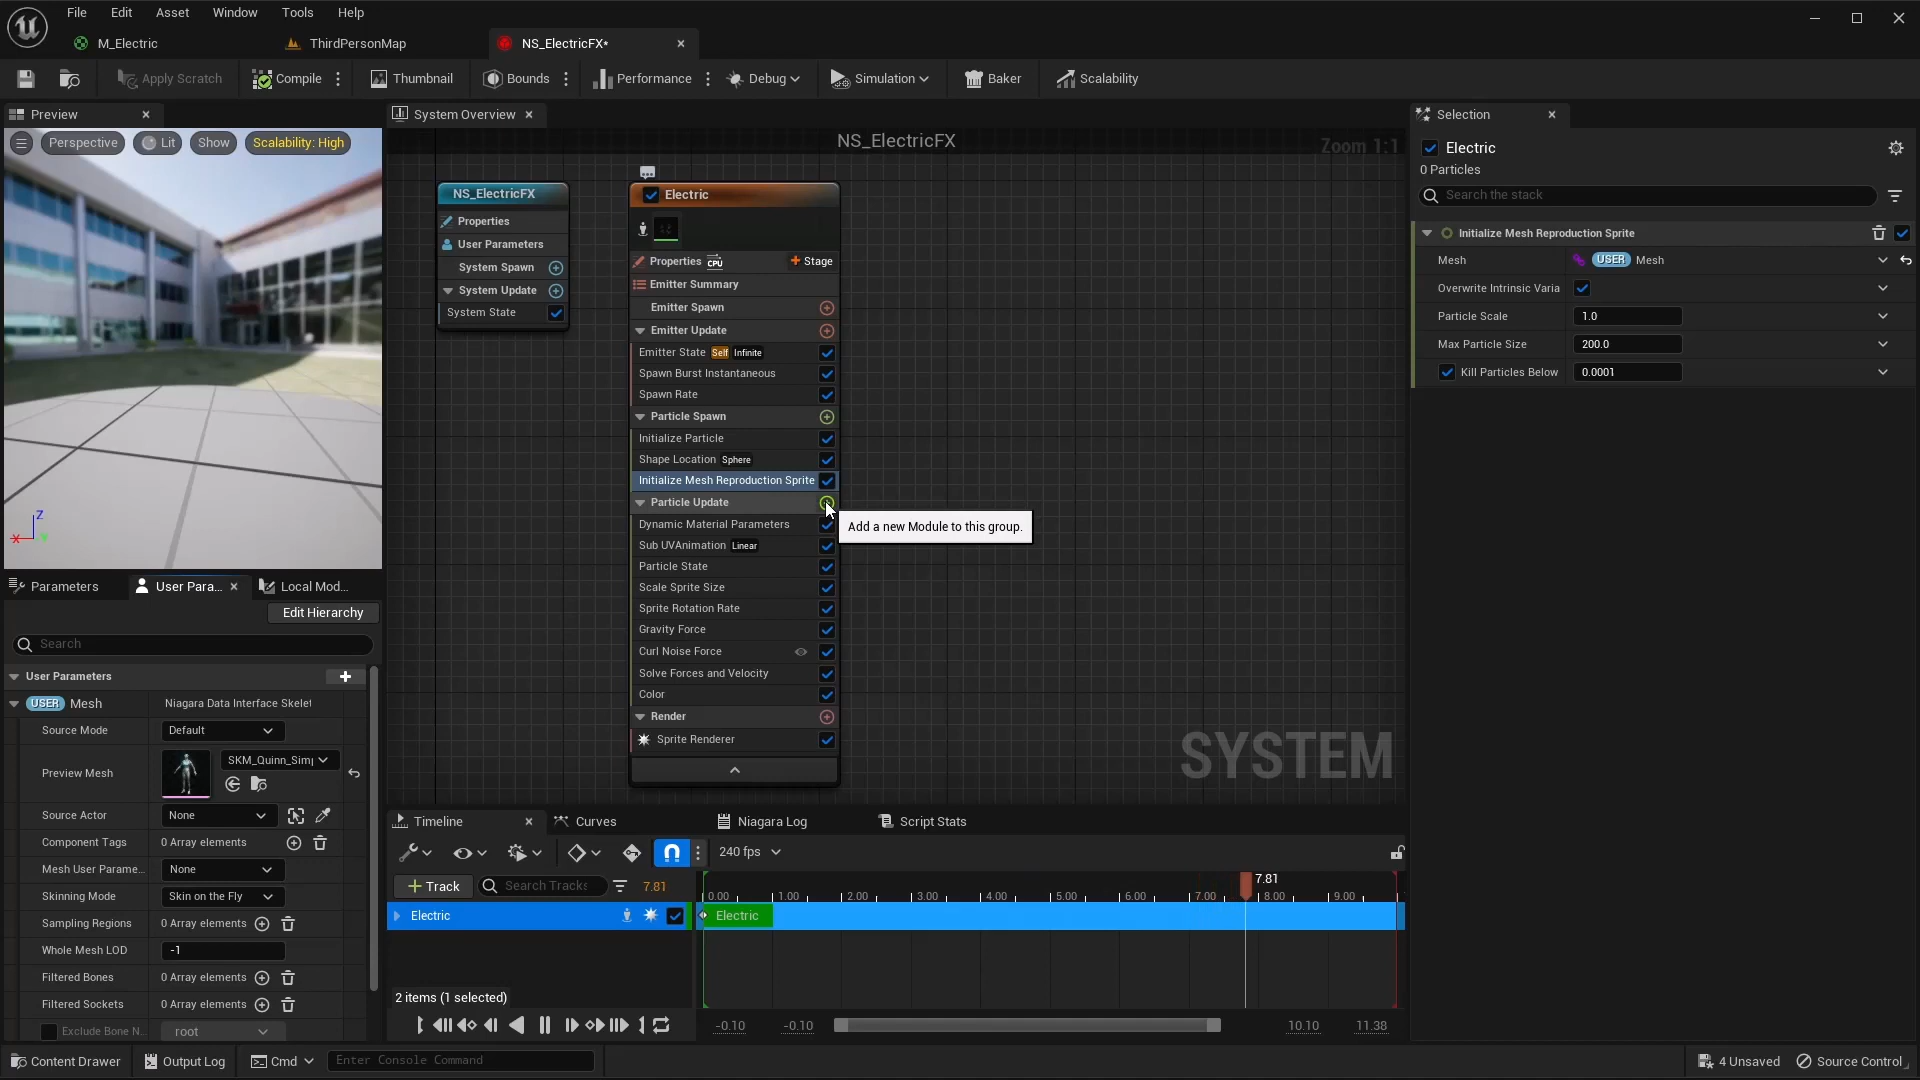 File Edit Asset Window Tools Help
M_Electric ThirdPersonMap NS_ElectricFX*
Apply Scratch Compile Thumbnail Bounds Performance Debug Simulation Baker Scalability
Preview
System Overview
Selection
Perspective Lit Show Scalability: High
NS_ElectricFX
Zoom 1:1
NS_ElectricFX
Properties
User Parameters
System Spawn
System Update
System State
Electric
Properties CPU Stage
Emitter Summary
Emitter Spawn
Emitter Update
Emitter State Self Infinite
Spawn Burst Instantaneous
Spawn Rate
Particle Spawn
Initialize Particle
Shape Location Sphere
Initialize Mesh Reproduction Sprite
Particle Update
Add a new Module to this group.
Dynamic Material Parameters
Sub UVAnimation Linear
Particle State
Scale Sprite Size
Sprite Rotation Rate
Gravity Force
Curl Noise Force
Solve Forces and Velocity
Color
Render
Sprite Renderer
SYSTEM
Electric
0 Particles
Search the stack
Initialize Mesh Reproduction Sprite
Mesh USER Mesh
Overwrite Intrinsic Varia
Particle Scale 1.0
Max Particle Size 200.0
Kill Particles Below 0.0001
Z
X
Parameters User Para... Local Mod...
Edit Hierarchy
Search
User Parameters
USER Mesh Niagara Data Interface Skelet
Source Mode Default
Preview Mesh SKM_Quinn_Simp
Source Actor None
Component Tags 0 Array elements
Mesh User Parame... None
Skinning Mode Skin on the Fly
Sampling Regions 0 Array elements
Whole Mesh LOD -1
Filtered Bones 0 Array elements
Filtered Sockets 0 Array elements
Exclude Bone N.. root
Timeline Curves Niagara Log Script Stats
240 fps
Track Search Tracks 7.81
7.81
0.00 1.00 2.00 3.00 4.00 5.00 6.00 7.00 8.00 9.00
Electric Electric
2 items (1 selected)
-0.10 -0.10 10.10 11.38
Content Drawer Output Log Cmd Enter Console Command 4 Unsaved Source Control